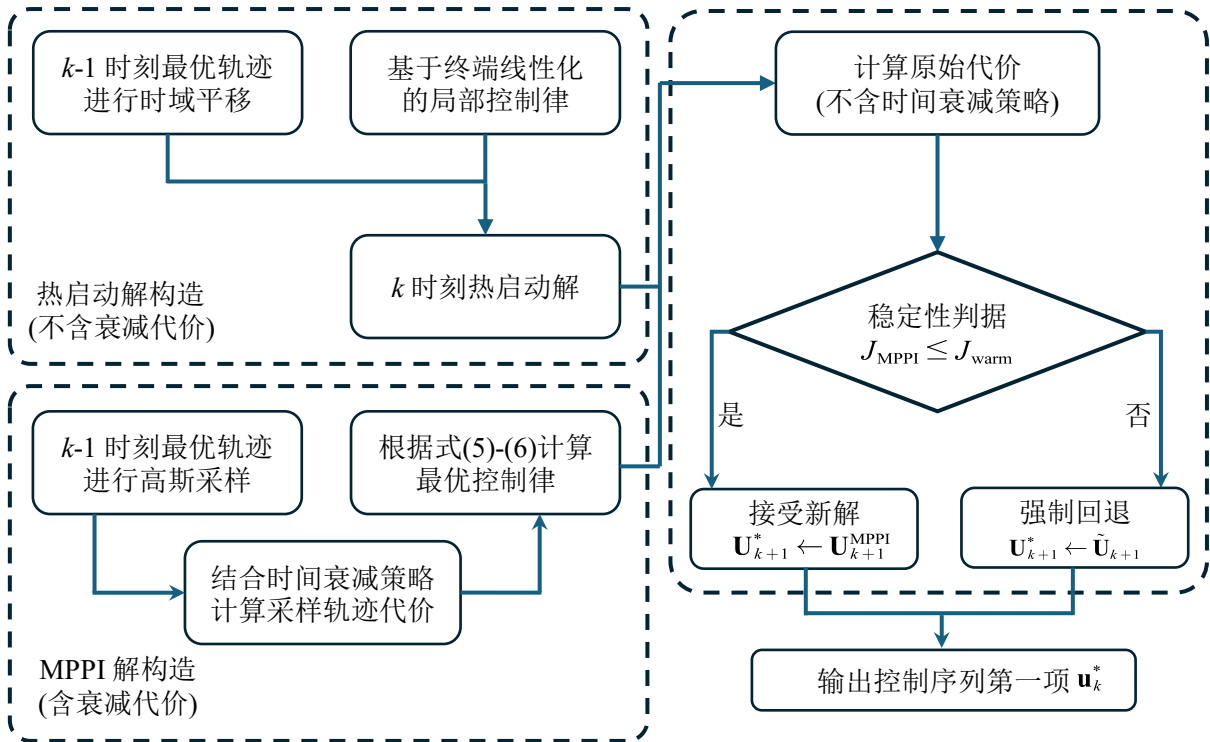 k-1 时刻最优轨迹
进行时域平移
基于终端线性化
的局部控制律
k 时刻热启动解
热启动解构造
(不含衰减代价)
k-1 时刻最优轨迹
进行高斯采样
根据式(5)-(6)计算
最优控制律
结合时间衰减策略
计算采样轨迹代价
MPPI 解构造
(含衰减代价)
计算原始代价
(不含时间衰减策略)
稳定性判据
J_MPPI ≤ J_warm
是
否
接受新解
U*_{k+1} ← U^MPPI_{k+1}
强制回退
U*_{k+1} ← Ũ_{k+1}
输出控制序列第一项 u*_k